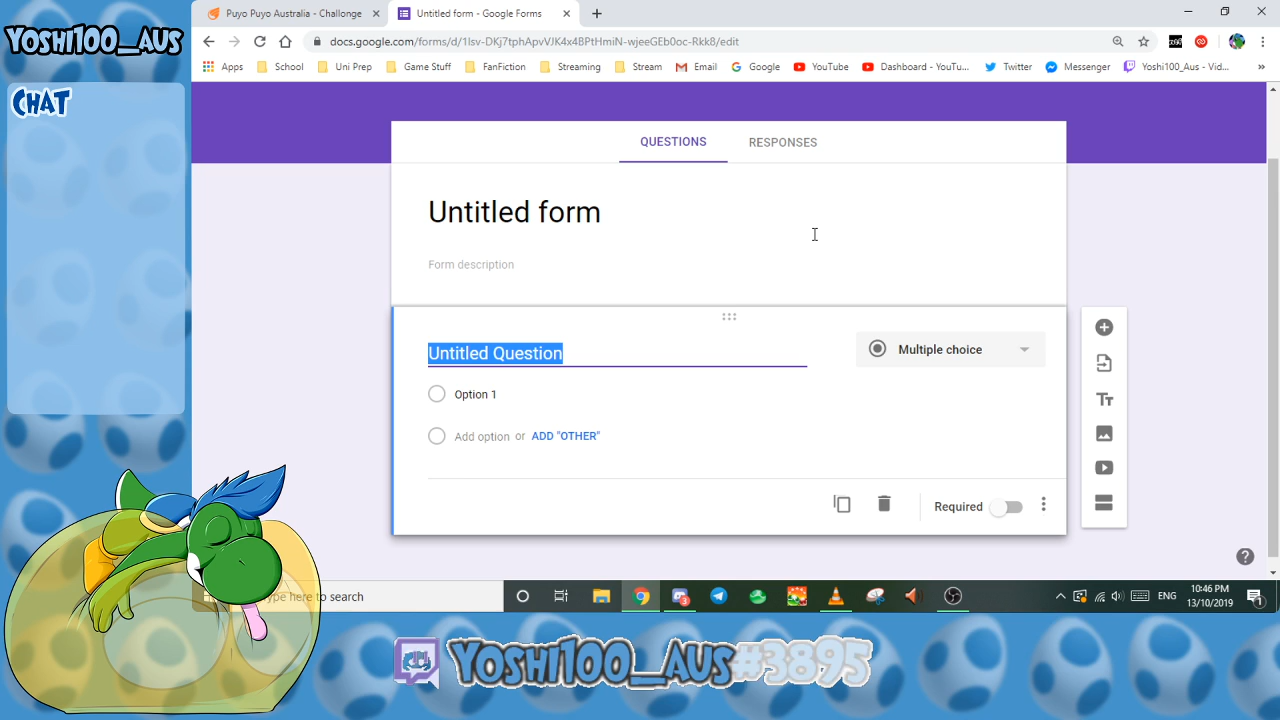 Yoshi100_Aus
Chat
Puyo Puyo Australia - Challonge
Untitled form - Google Forms
docs.google.com/forms/d/1lsv-DKj7tphApvVJK4x4BPtHmiN-wjeeGEb0oc-Rkk8/edit
Apps School Uni Prep Game Stuff FanFiction Streaming Stream Email Google YouTube Dashboard - YouTu... Twitter Messenger Yoshi100_Aus - Vid... »
QUESTIONS RESPONSES
Untitled form
Form description
Untitled Question
Multiple choice
Option 1
Add option or ADD "OTHER"
Required
ype here to search
ENG
10:46 PM
13/10/2019
Yoshi100_Aus#3895